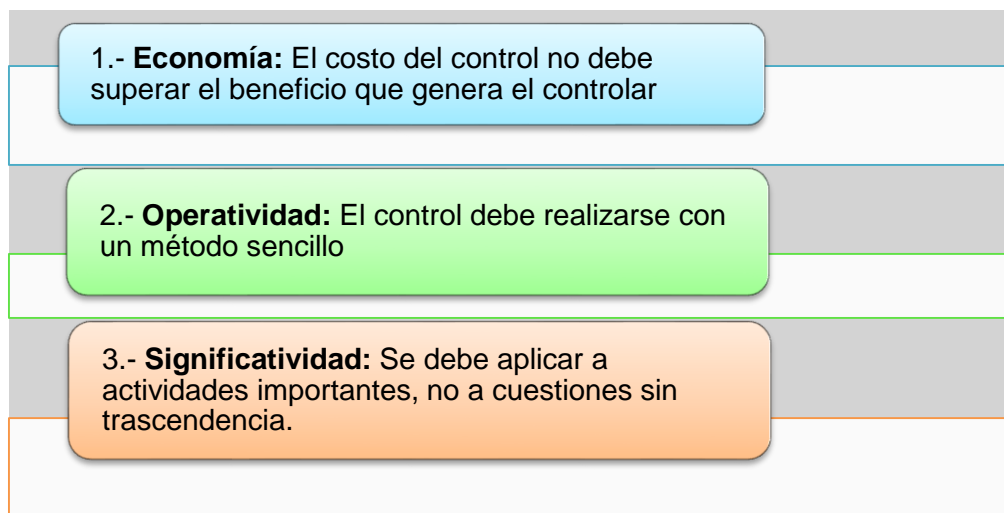 1.- Economía: El costo del control no debe
superar el beneficio que genera el controlar
2.- Operatividad: El control debe realizarse con
un método sencillo
3.- Significatividad: Se debe aplicar a
actividades importantes, no a cuestiones sin
trascendencia.